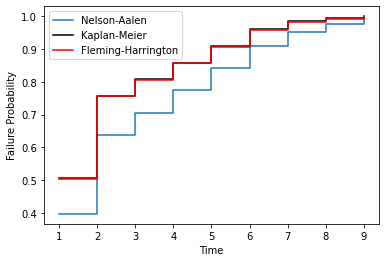 1.0
0.9
0.8
0.7
0.6
0.5
0.4
Failure Probability
Nelson-Aalen
Kaplan-Meier
Fleming-Harrington
1 2 3 4 5 6 7 8 9
Time